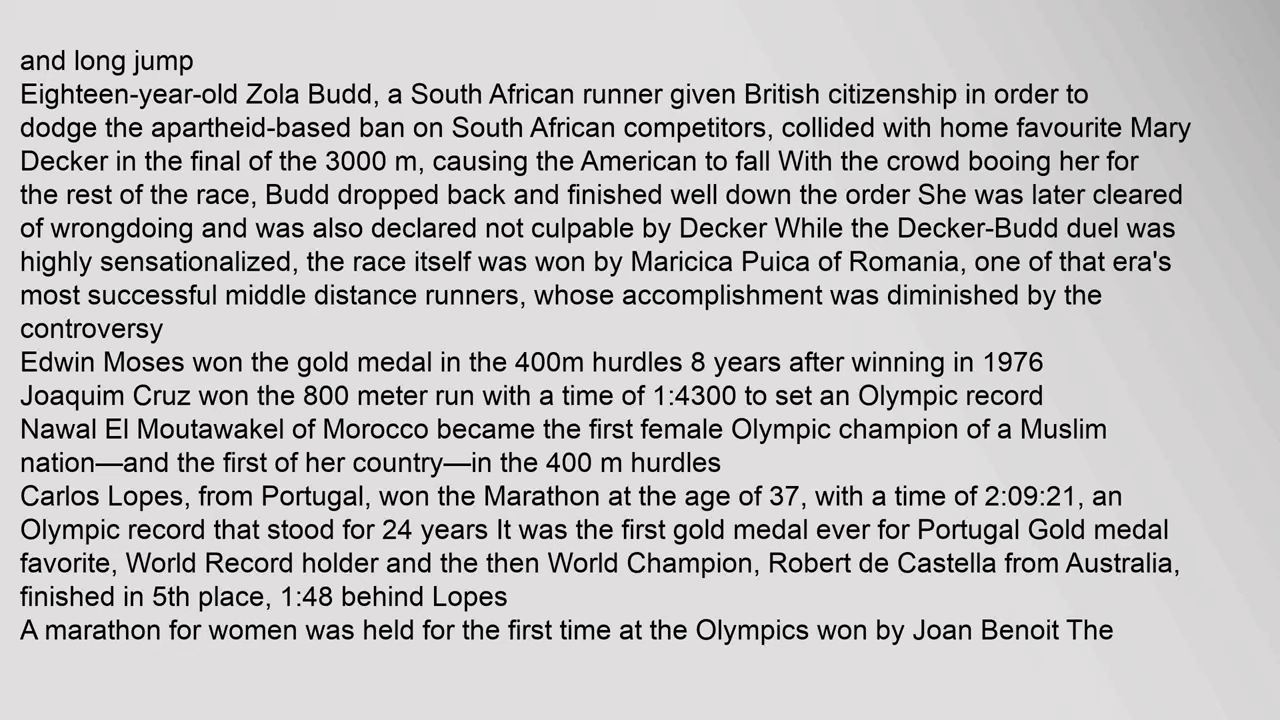 and long jump
Eighteen-year-old Zola Budd, a South African runner given British citizenship in order to
dodge the apartheid-based ban on South African competitors, collided with home favourite Mary
Decker in the final of the 3000 m, causing the American to fall With the crowd booing her for
the rest of the race, Budd dropped back and finished well down the order She was later cleared
of wrongdoing and was also declared not culpable by Decker While the Decker-Budd duel was
highly sensationalized, the race itself was won by Maricica Puica of Romania, one of that era's
most successful middle distance runners, whose accomplishment was diminished by the
controversy
Edwin Moses won the gold medal in the 400m hurdles 8 years after winning in 1976
Joaquim Cruz won the 800 meter run with a time of 1:4300 to set an Olympic record
Nawal El Moutawakel of Morocco became the first female Olympic champion of a Muslim
nation—and the first of her country—in the 400 m hurdles
Carlos Lopes, from Portugal, won the Marathon at the age of 37, with a time of 2:09:21, an
Olympic record that stood for 24 years It was the first gold medal ever for Portugal Gold medal
favorite, World Record holder and the then World Champion, Robert de Castella from Australia,
finished in 5th place, 1:48 behind Lopes
A marathon for women was held for the first time at the Olympics won by Joan Benoit The